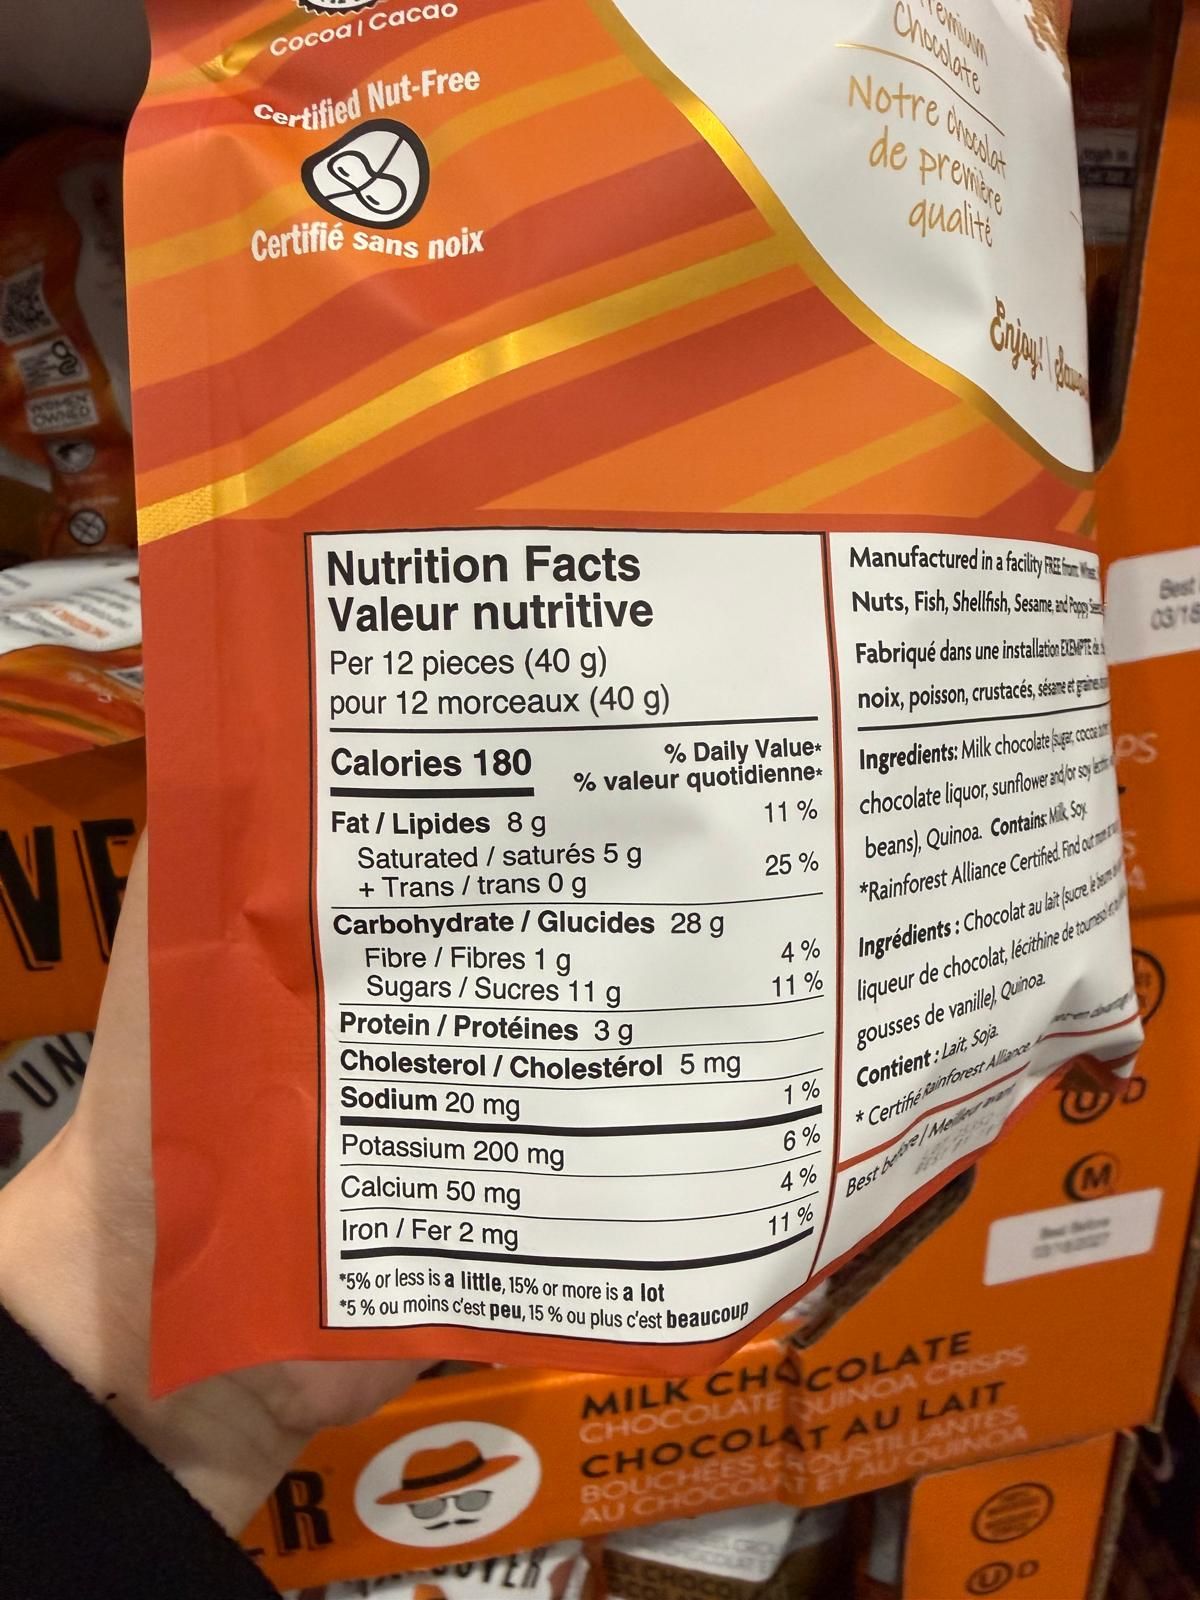 Cocoa | Cacao
Certified Nut-Free
Certifié sans noix
Chocolate
Notre chocolat
de première
qualité
Enjoy! |
WOMEN
OWNED
Nutrition Facts
Valeur nutritive
Per 12 pieces (40 g)
pour 12 morceaux (40 g)
Calories 180
% Daily Value*
% valeur quotidienne*
Fat / Lipides 8 g 11 %
Saturated / saturés 5 g
+ Trans / trans 0 g 25 %
Carbohydrate / Glucides 28 g
Fibre / Fibres 1 g 4 %
Sugars / Sucres 11 g 11 %
Protein / Protéines 3 g
Cholesterol / Cholestérol 5 mg
Sodium 20 mg 1 %
Potassium 200 mg 6 %
Calcium 50 mg 4 %
Iron / Fer 2 mg 11 %
*5% or less is a little, 15% or more is a lot
*5 % ou moins c'est peu, 15 % ou plus c'est beaucoup
Manufactured in a facility FREE from:
Nuts, Fish, Shellfish, Sesame, and Poppy
Fabriqué dans une installation EXEMPTE de
noix, poisson, crustacés, sésame et graines
Ingredients: Milk chocolate (sugar, cocoa
chocolate liquor, sunflower and/or soy
beans), Quinoa. Contains: Milk, Soy.
*Rainforest Alliance Certified. Find out
Ingrédients : Chocolat au lait (sucre, le
liqueur de chocolat, lécithine de tournesol
gousses de vanille), Quinoa.
Contient : Lait, Soja.
* Certifié Rainforest Alliance.
Best before | Meilleur avant
U D
M
Best Before
MILK CHOCOLATE
CHOCOLATE QUINOA CRISPS
CHOCOLAT AU LAIT
BOUCHÉES CROUSTILLANTES
AU CHOCOLAT ET AU QUINOA
U D